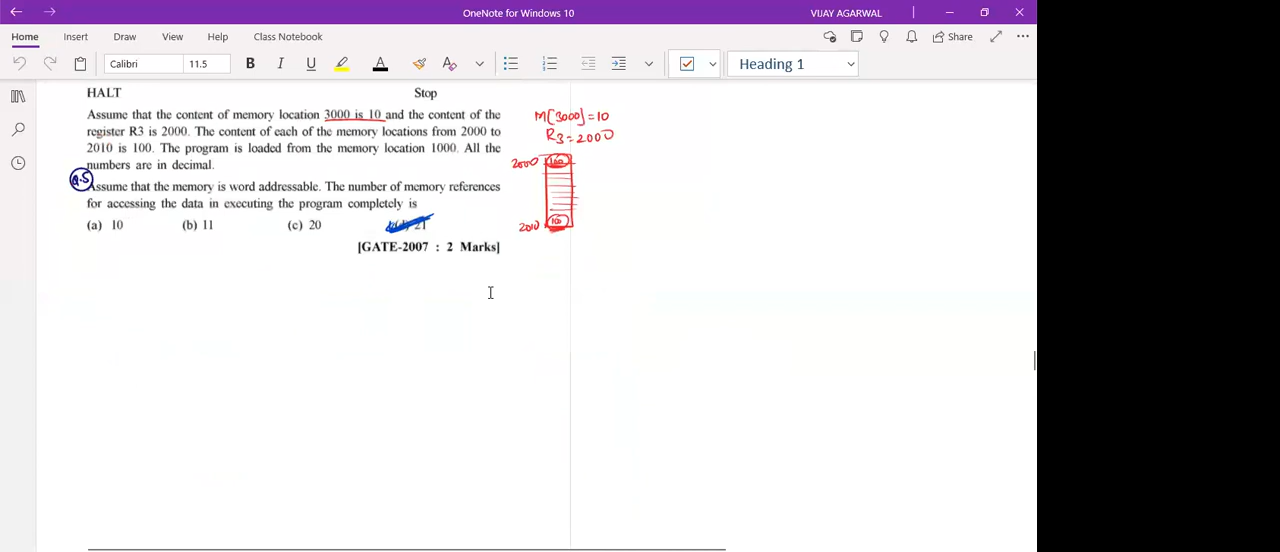 OneNote for Windows 10
VIJAY AGARWAL
Home Insert Draw View Help Class Notebook
Share
Calibri 11.5 B I U A A Heading 1
HALT Stop
Assume that the content of memory location 3000 is 10 and the content of the
register R3 is 2000. The content of each of the memory locations from 2000 to
2010 is 100. The program is loaded from the memory location 1000. All the
numbers are in decimal.
M[3000]=10
R3=2000
2000 100
2010 100
Q.5
Assume that the memory is word addressable. The number of memory references
for accessing the data in executing the program completely is
(a) 10 (b) 11 (c) 20 (d) 21
[GATE-2007 : 2 Marks]